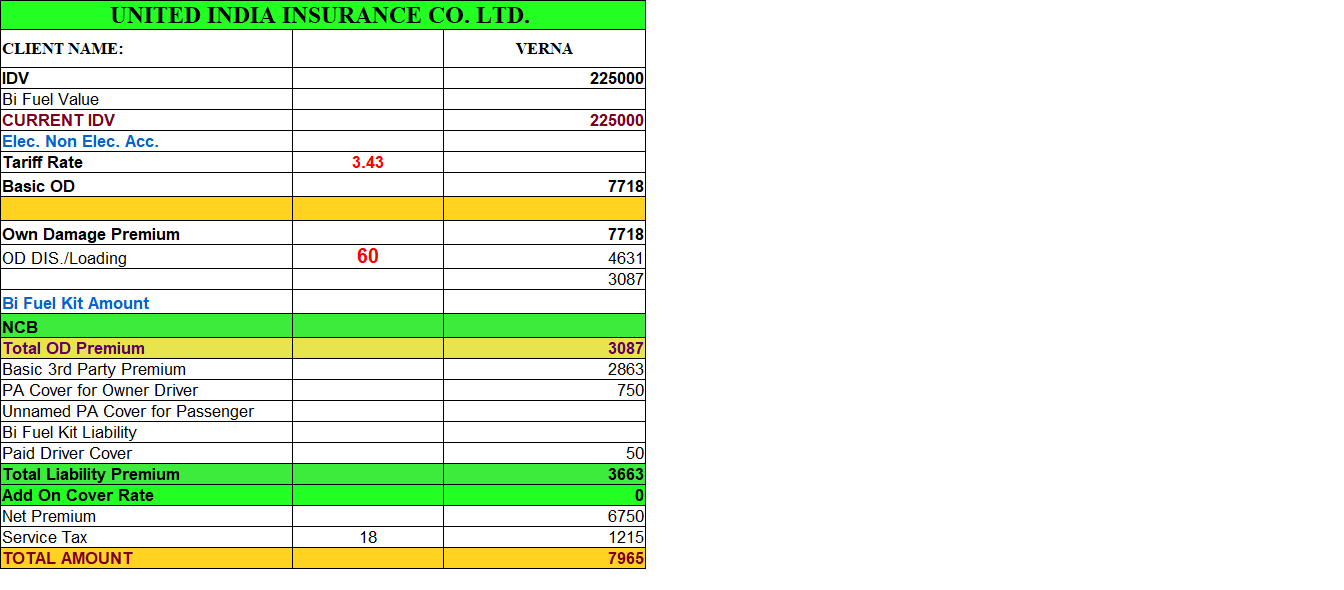 UNITED INDIA INSURANCE CO. LTD.
CLIENT NAME: VERNA
IDV 225000
Bi Fuel Value
CURRENT IDV 225000
Elec. Non Elec. Acc.
Tariff Rate 3.43
Basic OD 7718
Own Damage Premium 7718
OD DIS./Loading 60 4631
3087
Bi Fuel Kit Amount
NCB
Total OD Premium 3087
Basic 3rd Party Premium 2863
PA Cover for Owner Driver 750
Unnamed PA Cover for Passenger
Bi Fuel Kit Liability
Paid Driver Cover 50
Total Liability Premium 3663
Add On Cover Rate 0
Net Premium 6750
Service Tax 18 1215
TOTAL AMOUNT 7965